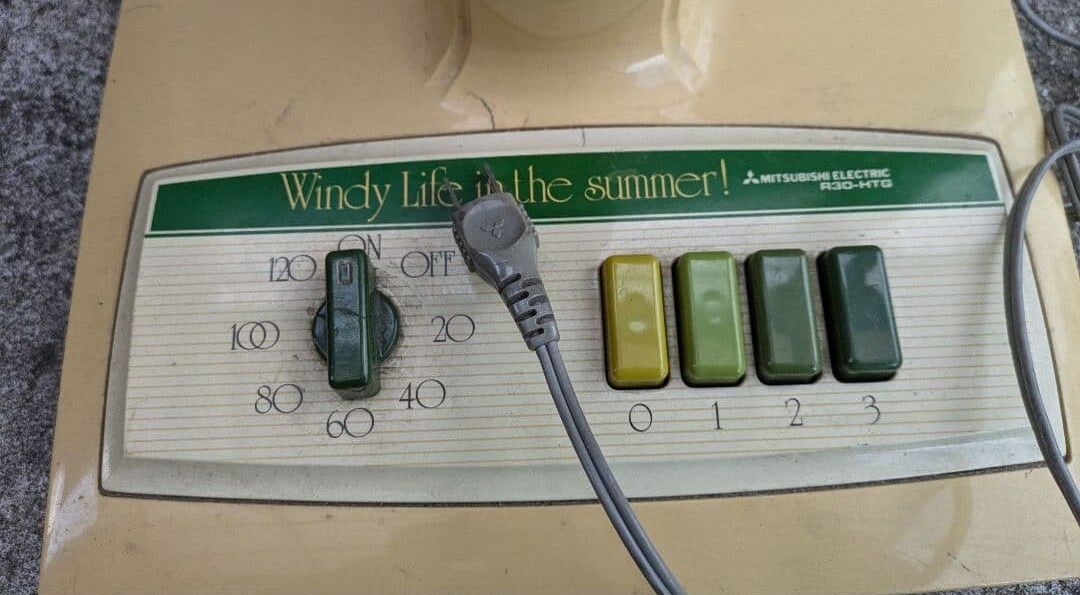 Windy Life in the summer!
MITSUBISHI ELECTRIC
R30-HTG
ON
120 OFF
100 20
80 40
60
0 1 2 3